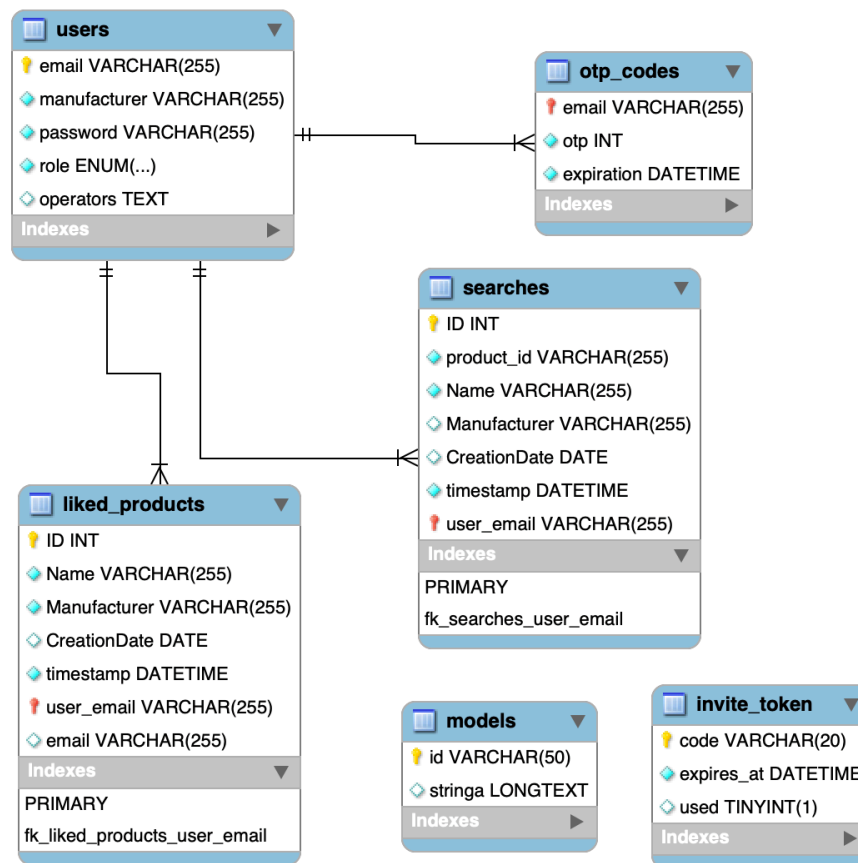 users
email VARCHAR(255)
manufacturer VARCHAR(255)
password VARCHAR(255)
role ENUM(...)
operators TEXT
Indexes
otp_codes
email VARCHAR(255)
otp INT
expiration DATETIME
Indexes
searches
ID INT
product_id VARCHAR(255)
Name VARCHAR(255)
Manufacturer VARCHAR(255)
CreationDate DATE
timestamp DATETIME
user_email VARCHAR(255)
Indexes
PRIMARY
fk_searches_user_email
liked_products
ID INT
Name VARCHAR(255)
Manufacturer VARCHAR(255)
CreationDate DATE
timestamp DATETIME
user_email VARCHAR(255)
email VARCHAR(255)
Indexes
PRIMARY
fk_liked_products_user_email
models
id VARCHAR(50)
stringa LONGTEXT
Indexes
invite_token
code VARCHAR(20)
expires_at DATETIME
used TINYINT(1)
Indexes